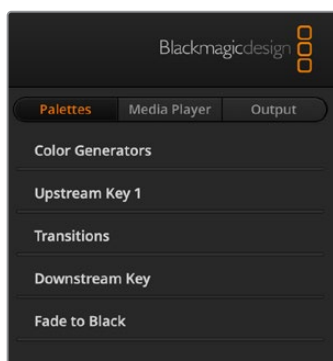 Blackmagicdesign
Palettes Media Player Output
Color Generators
Upstream Key 1
Transitions
Downstream Key
Fade to Black